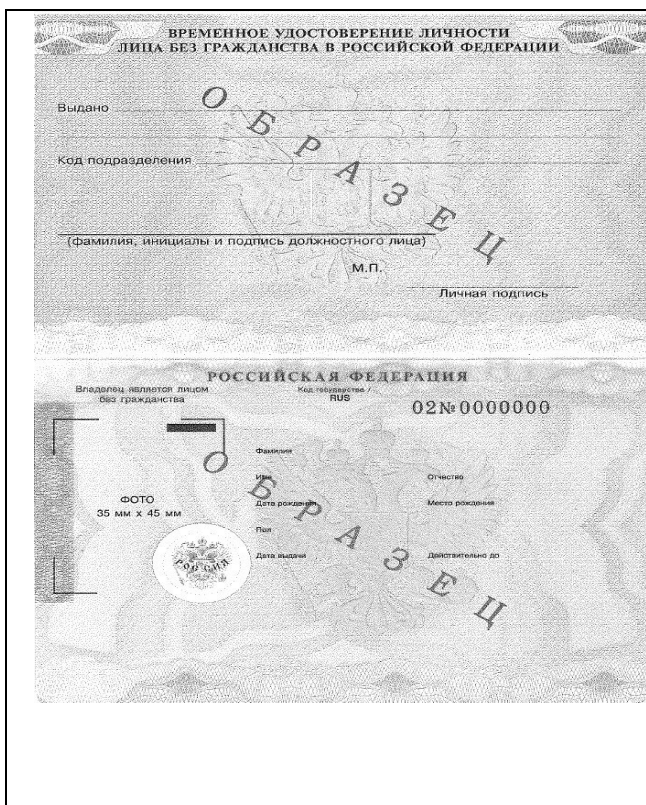 ВРЕМЕННОЕ УДОСТОВЕРЕНИЕ ЛИЧНОСТИ
ЛИЦА БЕЗ ГРАЖДАНСТВА В РОССИЙСКОЙ ФЕДЕРАЦИИ
Выдано
ОБРАЗЕЦ
Код подразделения
(фамилия, инициалы и подпись должностного лица)
М.П.
Личная подпись
РОССИЙСКАЯ ФЕДЕРАЦИЯ
Владелец является лицом
без гражданства
Код государства /
RUS
02№0000000
Фамилия
ОБРАЗЕЦ
Имя Отчество
Дата рождения Место рождения
ФОТО
35 мм x 45 мм
Пол
Дата выдачи Действительно до
РОССИЯ